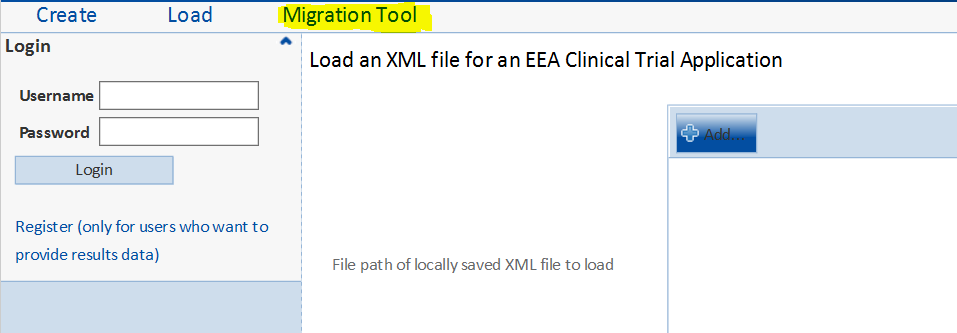 Create Load Migration Tool
Login
Load an XML file for an EEA Clinical Trial Application
Username
Password
Add...
Login
Register (only for users who want to
provide results data)
File path of locally saved XML file to load